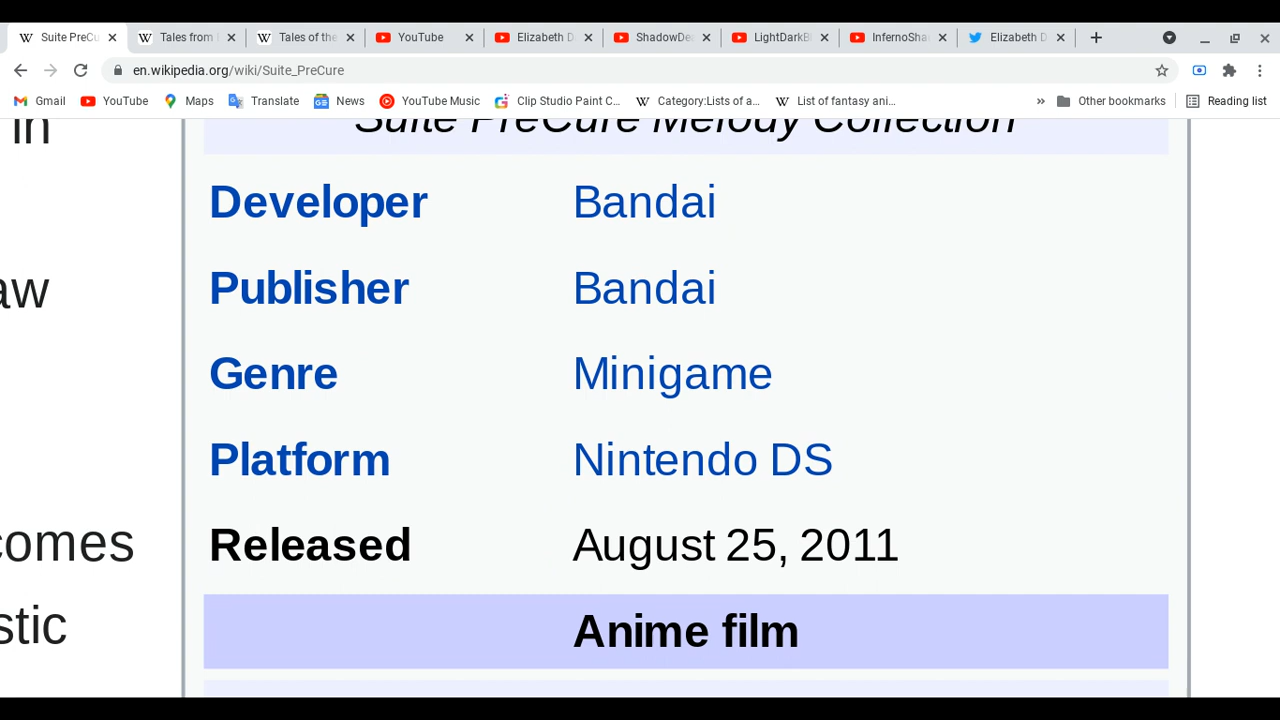 Suite PreCu
Tales from
Tales of the
YouTube
Elizabeth D
ShadowDe
LightDarkB
InfernoSha
Elizabeth D
en.wikipedia.org/wiki/Suite_PreCure
Gmail
YouTube
Maps
Translate
News
YouTube Music
Clip Studio Paint C...
Category:Lists of a...
List of fantasy ani...
»
Other bookmarks
Reading list
in
aw
comes
stic
Suite PreCure Melody Collection
Developer Bandai
Publisher Bandai
Genre Minigame
Platform Nintendo DS
Released August 25, 2011
Anime film